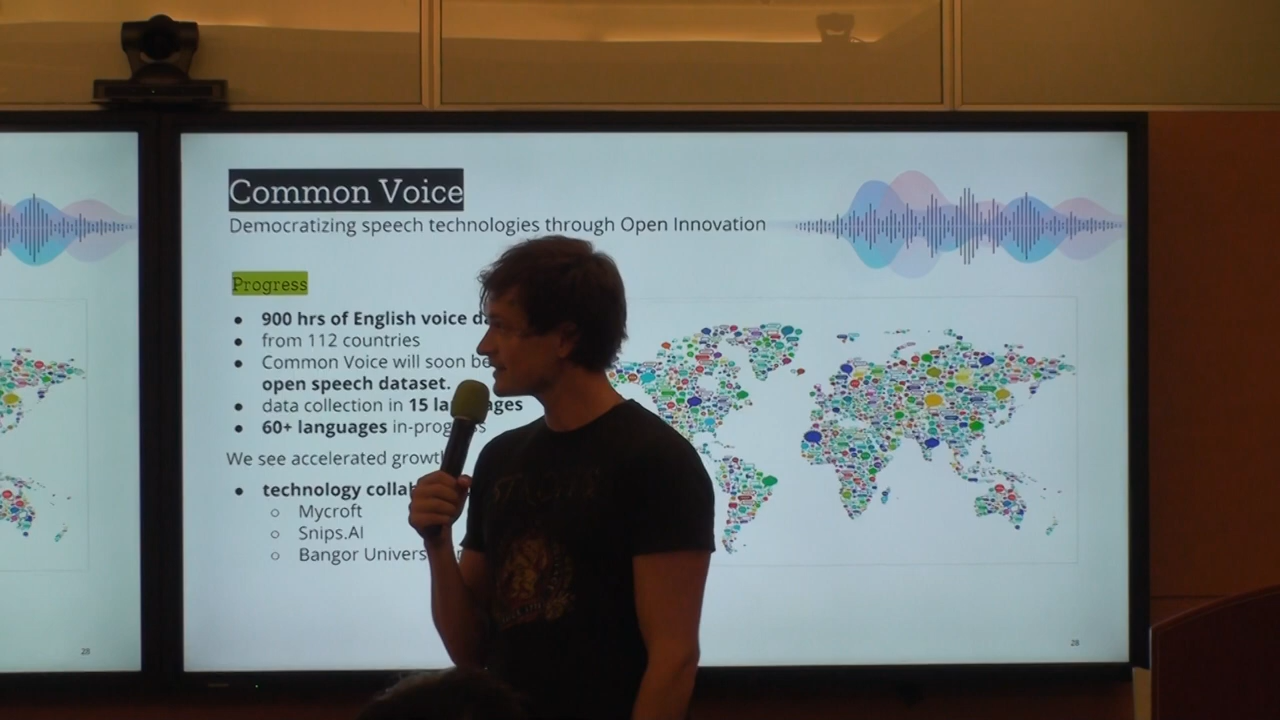 Common Voice
Democratizing speech technologies through Open Innovation
Progress
• 900 hrs of English voice
• from 112 countries
• Common Voice will soon be
open speech dataset.
• data collection in 15
• 60+ languages in-progress
We see accelerated growth
• technology
○ Mycroft
○ Snips.AI
○ Bangor
28
28